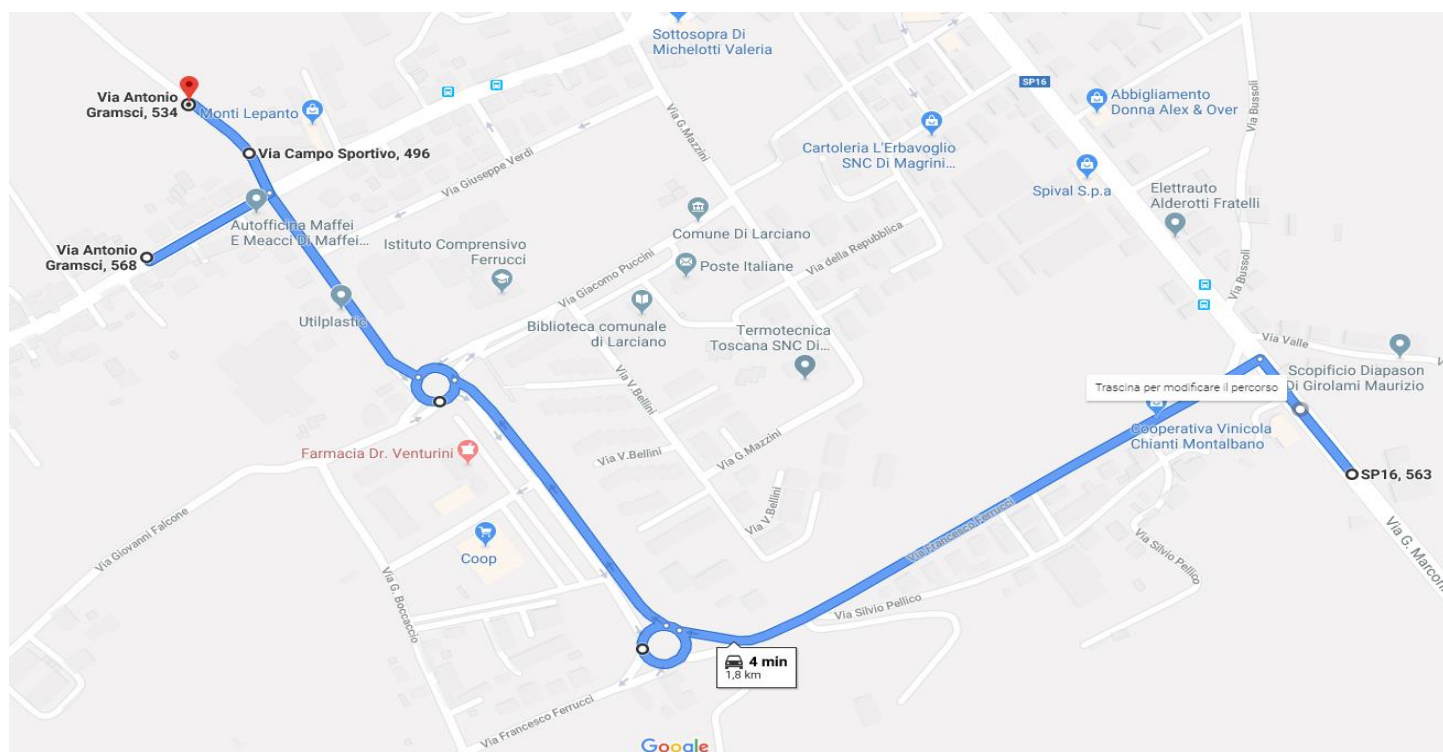 Sottosopra Di
Michelotti Valeria
SP16
Via Antonio
Gramsci, 534
Monti Lepanto
Abbigliamento
Donna Alex & Over
Via Bussoli
Via G.Mazzini
Via Campo Sportivo, 496
Cartoleria L'Erbavoglio
SNC Di Magrini...
Via Giuseppe Verdi
Spival S.p.a
Elettrauto
Alderotti Fratelli
Autofficina Maffei
E Meacci Di Maffei...
Comune Di Larciano
Via Antonio
Gramsci, 568
Istituto Comprensivo
Ferrucci
Via della Repubblica
Poste Italiane
Via Giacomo Puccini
Via Bussoli
Utilplastic
Biblioteca comunale
di Larciano
Termotecnica
Toscana SNC Di...
Via Valle
Scopificio Diapason
Di Girolami Maurizio
Trascina per modificare il percorso
Via V.Bellini
Cooperativa Vinicola
Chianti Montalbano
Farmacia Dr. Venturini
Via V.Bellini
Via G.Mazzini
SP16, 563
Via V.Bellini
Via Giovanni Falcone
Via Francesco Ferrucci
Via G. Marconi
Coop
Via Silvio Pellico
Via G. Boccaccio
Via Silvio Pellico
4 min
1,8 km
Via Francesco Ferrucci
Google